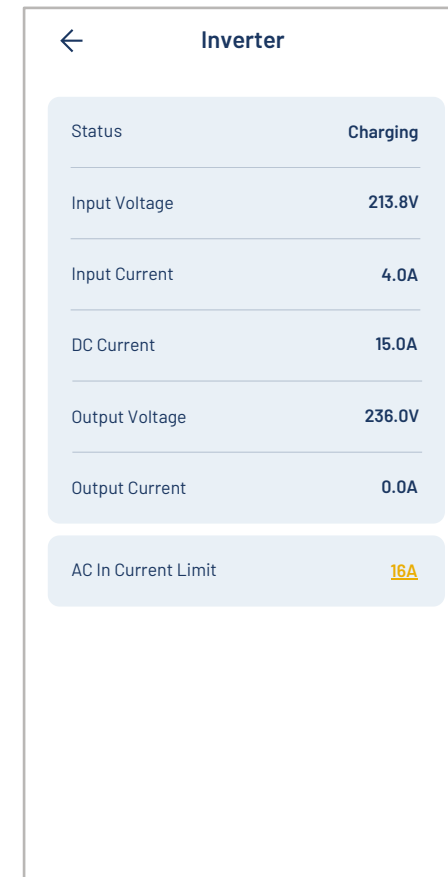 Inverter
Status Charging
Input Voltage 213.8V
Input Current 4.0A
DC Current 15.0A
Output Voltage 236.0V
Output Current 0.0A
AC In Current Limit 16A